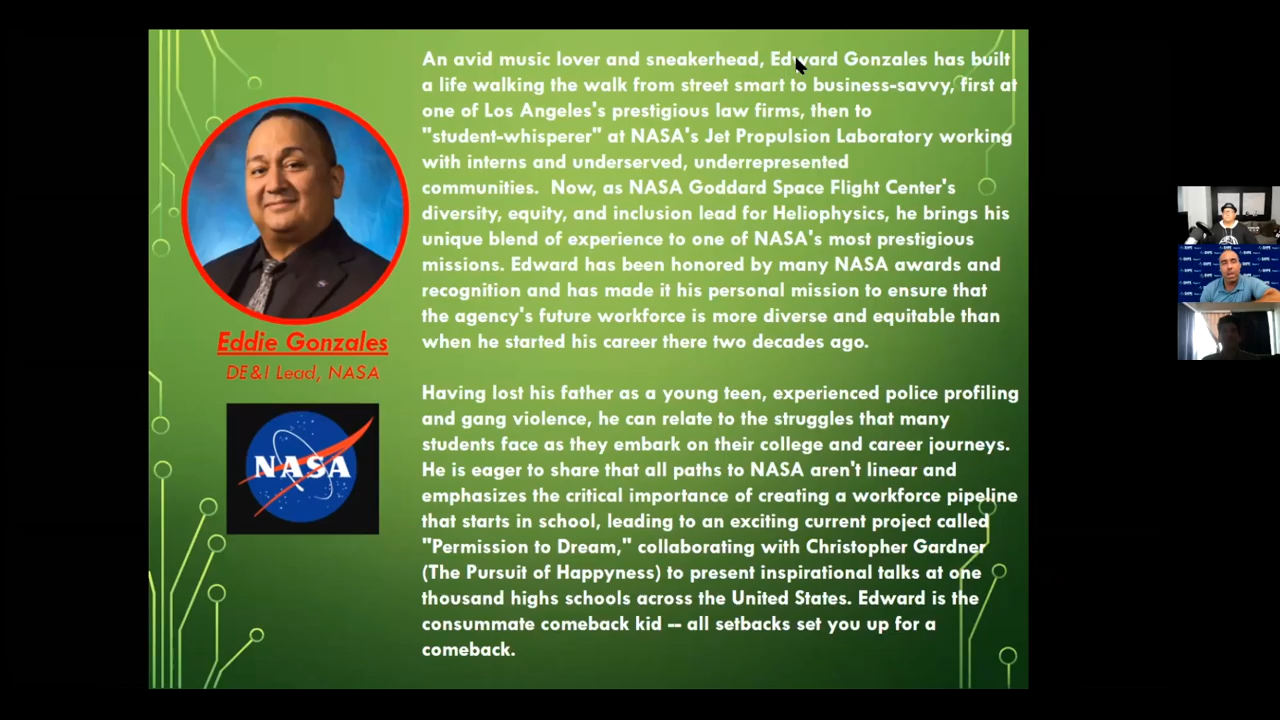 An avid music lover and sneakerhead, Edward Gonzales has built
a life walking the walk from street smart to business-savvy, first at
one of Los Angeles's prestigious law firms, then to
"student-whisperer" at NASA's Jet Propulsion Laboratory working
with interns and underserved, underrepresented
communities.  Now, as NASA Goddard Space Flight Center's
diversity, equity, and inclusion lead for Heliophysics, he brings his
unique blend of experience to one of NASA's most prestigious
missions. Edward has been honored by many NASA awards and
recognition and has made it his personal mission to ensure that
the agency's future workforce is more diverse and equitable than
when he started his career there two decades ago.
Having lost his father as a young teen, experienced police profiling
and gang violence, he can relate to the struggles that many
students face as they embark on their college and career journeys.
He is eager to share that all paths to NASA aren't linear and
emphasizes the critical importance of creating a workforce pipeline
that starts in school, leading to an exciting current project called
"Permission to Dream," collaborating with Christopher Gardner
(The Pursuit of Happyness) to present inspirational talks at one
thousand highs schools across the United States. Edward is the
consummate comeback kid -- all setbacks set you up for a
comeback.
Eddie Gonzales
DE&I Lead, NASA
NASA